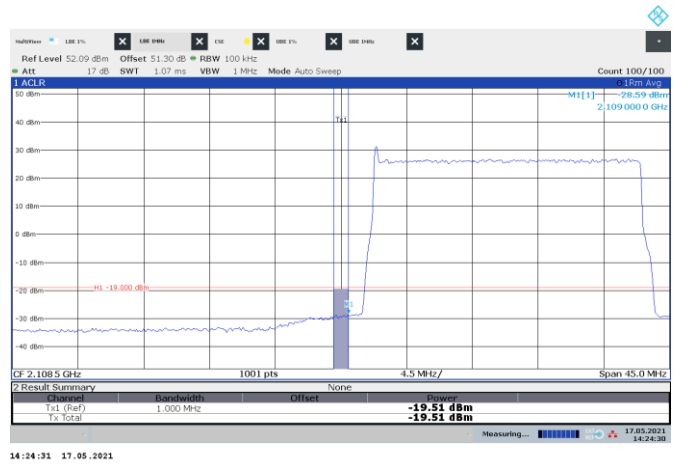 MultiView LBE 1% LBE 1MHz CSE UBE 1% UBE 1MHz
Ref Level 52.09 dBm Offset 51.30 dB RBW 100 kHz
Att 17 dB SWT 1.07 ms VBW 1 MHz Mode Auto Sweep Count 100/100
1 ACLR 1Rm Avg
50 dBm M1[1] -28.59 dBm
2.109 000 0 GHz
40 dBm Tx1
30 dBm
20 dBm
10 dBm
0 dBm
-10 dBm
H1 -19.000 dBm
-20 dBm
M1
-30 dBm
-40 dBm
CF 2.1085 GHz 1001 pts 4.5 MHz/ Span 45.0 MHz
2 Result Summary None
Channel Bandwidth Offset Power
Tx1 (Ref) 1.000 MHz -19.51 dBm
Tx Total -19.51 dBm
Measuring... 17.05.2021
14:24:30
14:24:31 17.05.2021